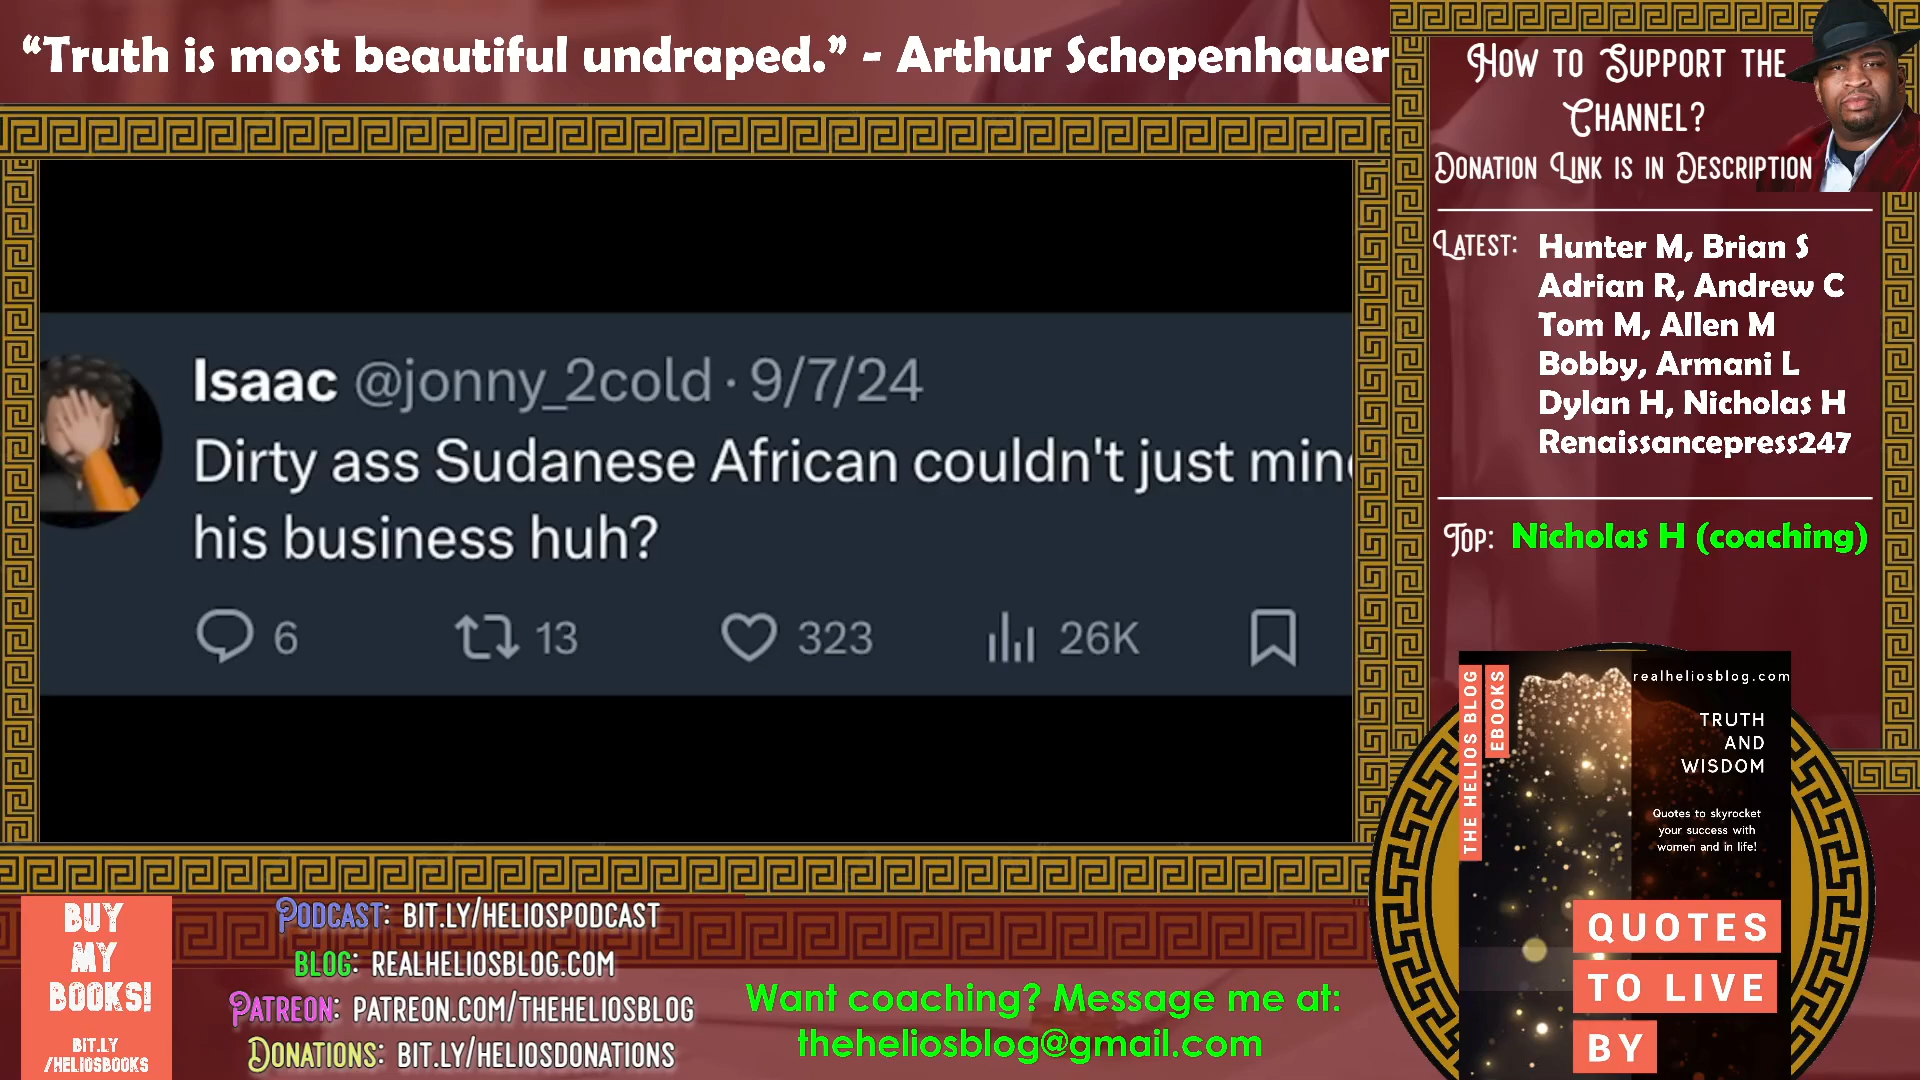 “Truth is most beautiful undraped.” - Arthur Schopenhauer
Isaac @jonny_2cold · 9/7/24
Dirty ass Sudanese African couldn't just
his business huh?
6 13 323 26K
How to Support the
Channel?
Donation Link is in Description
Latest: Hunter M, Brian S
Adrian R, Andrew C
Tom M, Allen M
Bobby, Armani L
Dylan H, Nicholas H
Renaissancepress247
Top: Nicholas H (coaching)
THE HELIOS BLOG
EBOOKS
realheliosblog.com
TRUTH
AND
WISDOM
Quotes to skyrocket
your success with
women and in life!
QUOTES
TO LIVE
BY
BUY
MY
BOOKS!
BIT.LY
/HELIOSBOOKS
Podcast: bit.ly/heliospodcast
Blog: realheliosblog.com
Patreon: patreon.com/theheliosblog
Donations: bit.ly/heliosdonations
Want coaching? Message me at:
theheliosblog@gmail.com